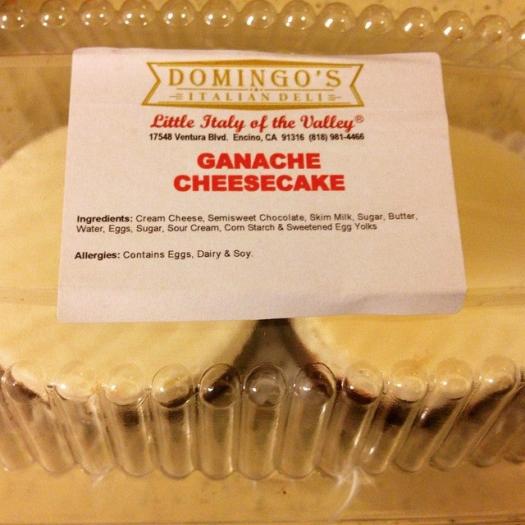 DOMINGO'S
ITALIAN DELI
Little Italy of the Valley®
17548 Ventura Blvd. Encino, CA 91316 (818) 981-4466
GANACHE
CHEESECAKE
Ingredients: Cream Cheese, Semisweet Chocolate, Skim Milk, Sugar, Butter,
Water, Eggs, Sugar, Sour Cream, Corn Starch & Sweetened Egg Yolks
Allergies: Contains Eggs, Dairy & Soy.